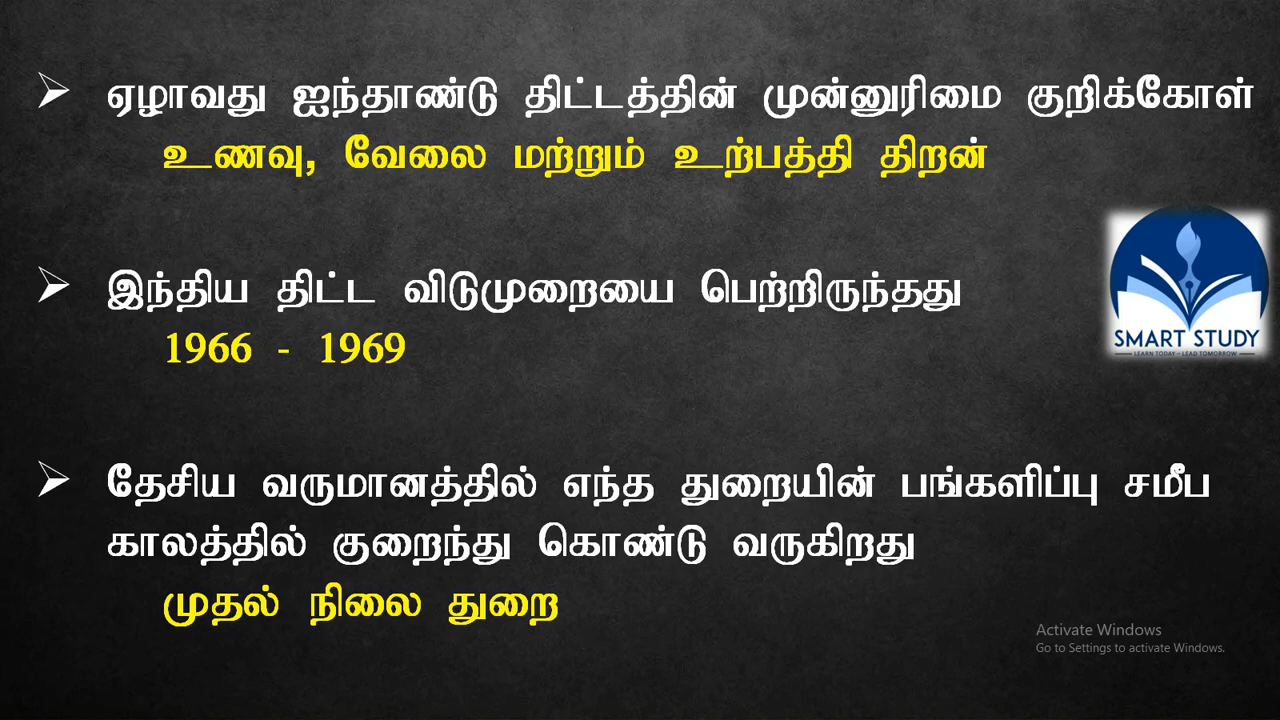 ஏழாவது ஐந்தாண்டு திட்டத்தின் முன்னுரிமை குறிக்கோள்
உணவு, வேலை மற்றும் உற்பத்தி திறன்
இந்திய திட்ட விடுமுறையை பெற்றிருந்தது
1966 - 1969
தேசிய வருமானத்தில் எந்த துறையின் பங்களிப்பு சமீப
காலத்தில் குறைந்து கொண்டு வருகிறது
முதல் நிலை துறை
SMART STUDY
LEARN TODAY - LEAD TOMORROW
Activate Windows
Go to Settings to activate Windows.